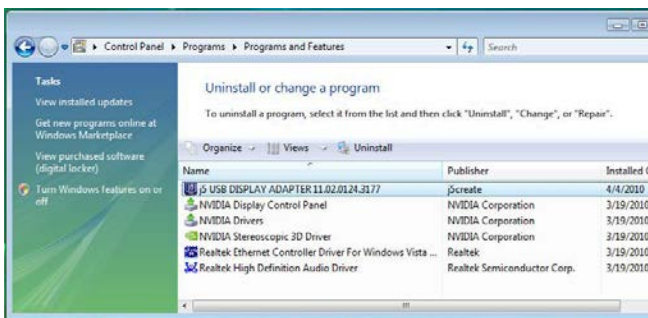 Control Panel ▸ Programs ▸ Programs and Features
Search
Tasks
View installed updates
Get new programs online at
Windows Marketplace
View purchased software
(digital locker)
Turn Windows features on or
off
Uninstall or change a program
To uninstall a program, select it from the list and then click "Uninstall", "Change", or "Repair".
Organize Views Uninstall
Name Publisher Installed
j5 USB DISPLAY ADAPTER 11.02.0124.3177 j5create 4/4/2010
NVIDIA Display Control Panel NVIDIA Corporation 3/19/2010
NVIDIA Drivers NVIDIA Corporation 3/19/2010
NVIDIA Stereoscopic 3D Driver NVIDIA Corporation 3/19/2010
Realtek Ethernet Controller Driver For Windows Vista ... Realtek 3/19/2010
Realtek High Definition Audio Driver Realtek Semiconductor Corp. 3/19/2010